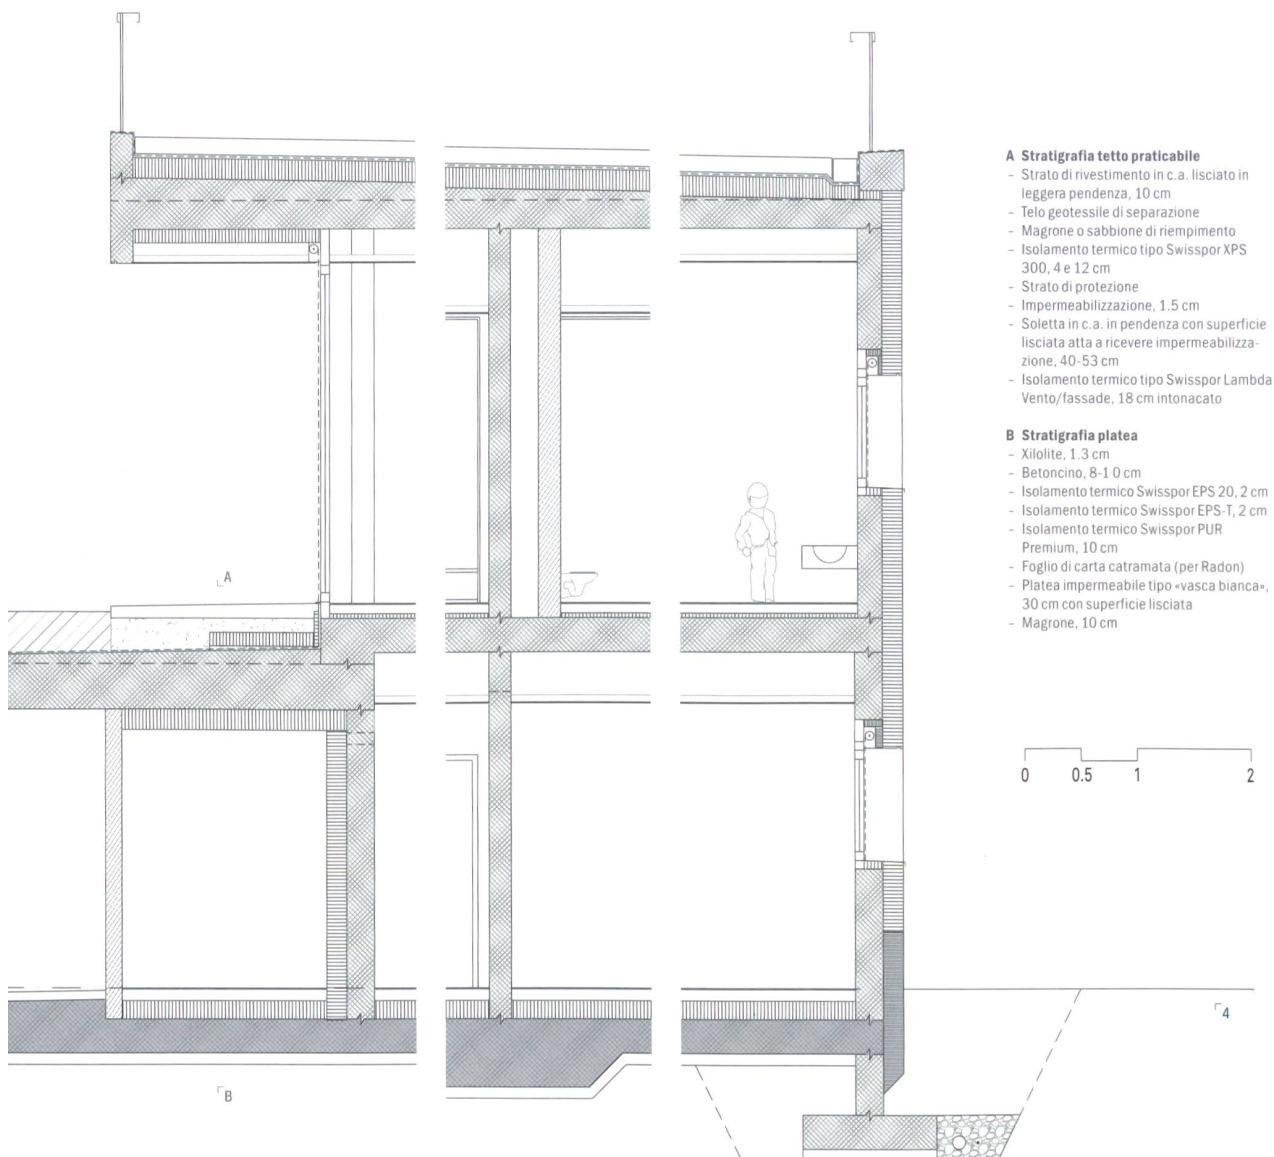 A Stratigrafia tetto praticabile
- Strato di rivestimento in c.a. lisciato in
leggera pendenza, 10 cm
- Telo geotessile di separazione
- Magrone o sabbione di riempimento
- Isolamento termico tipo Swisspor XPS
300, 4 e 12 cm
- Strato di protezione
- Impermeabilizzazione, 1.5 cm
- Soletta in c.a. in pendenza con superficie
lisciata atta a ricevere impermeabilizza-
zione, 40-53 cm
- Isolamento termico tipo Swisspor Lambda
Vento/fassade, 18 cm intonacato
B Stratigrafia platea
- Xilolite, 1.3 cm
- Betoncino, 8-1 0 cm
- Isolamento termico Swisspor EPS 20, 2 cm
- Isolamento termico Swisspor EPS-T, 2 cm
- Isolamento termico Swisspor PUR
Premium, 10 cm
- Foglio di carta catramata (per Radon)
- Platea impermeabile tipo «vasca bianca»,
30 cm con superficie lisciata
- Magrone, 10 cm
0 0.5 1 2
A
4
B